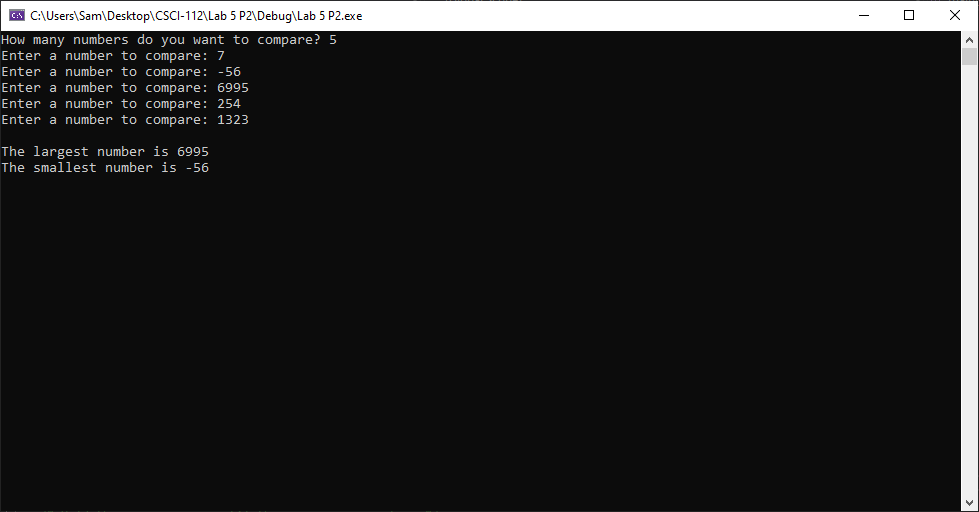 C:\Users\Sam\Desktop\CSCI-112\Lab 5 P2\Debug\Lab 5 P2.exe
How many numbers do you want to compare? 5
Enter a number to compare: 7
Enter a number to compare: -56
Enter a number to compare: 6995
Enter a number to compare: 254
Enter a number to compare: 1323

The largest number is 6995
The smallest number is -56